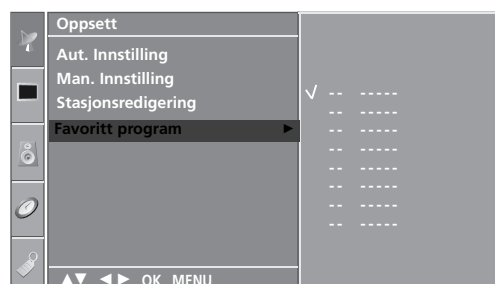 Oppsett
Aut. Innstilling
Man. Innstilling
Stasjonsredigering
Favoritt program ►
√ -- -----
-- -----
-- -----
-- -----
-- -----
-- -----
-- -----
-- -----
▲▼ ◄► OK MENU